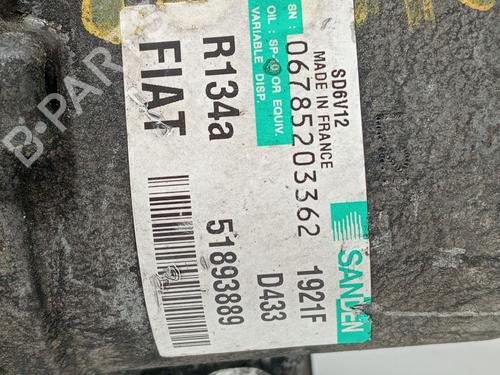 SD6V12
MADE IN FRANCE
SANDEN
SN :
06785203362
1921F
OIL : SP-10 OR EQUIV.
VARIABLE DISP.
D433
R134a
51893889
FIAT
B-PARTS